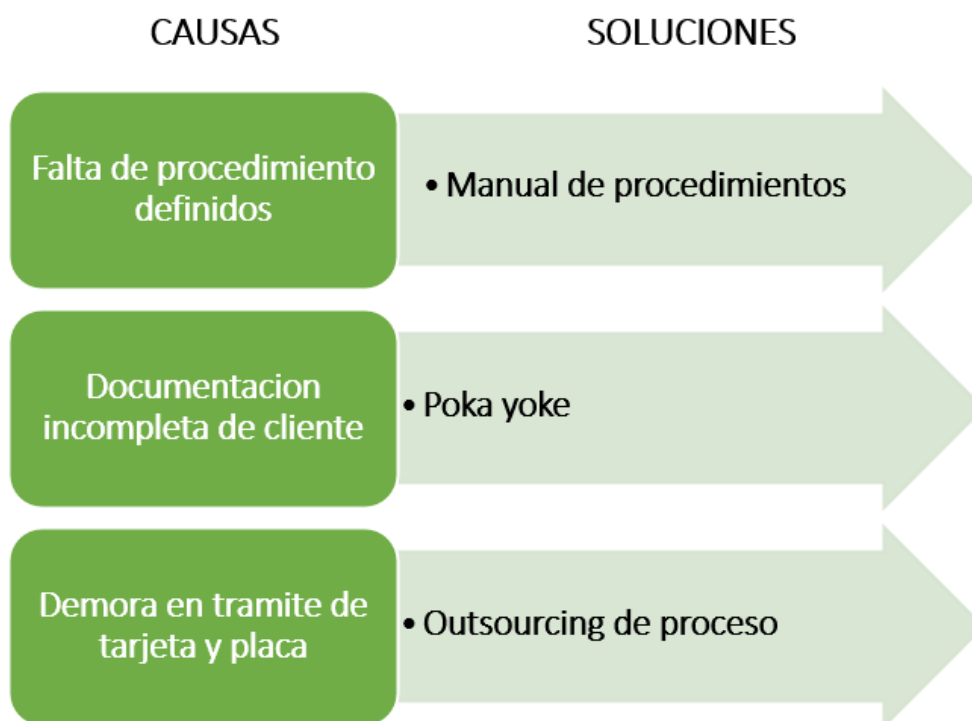 CAUSAS
SOLUCIONES
Falta de procedimiento
definidos
• Manual de procedimientos
Documentacion
incompleta de cliente
• Poka yoke
Demora en tramite de
tarjeta y placa
• Outsourcing de proceso